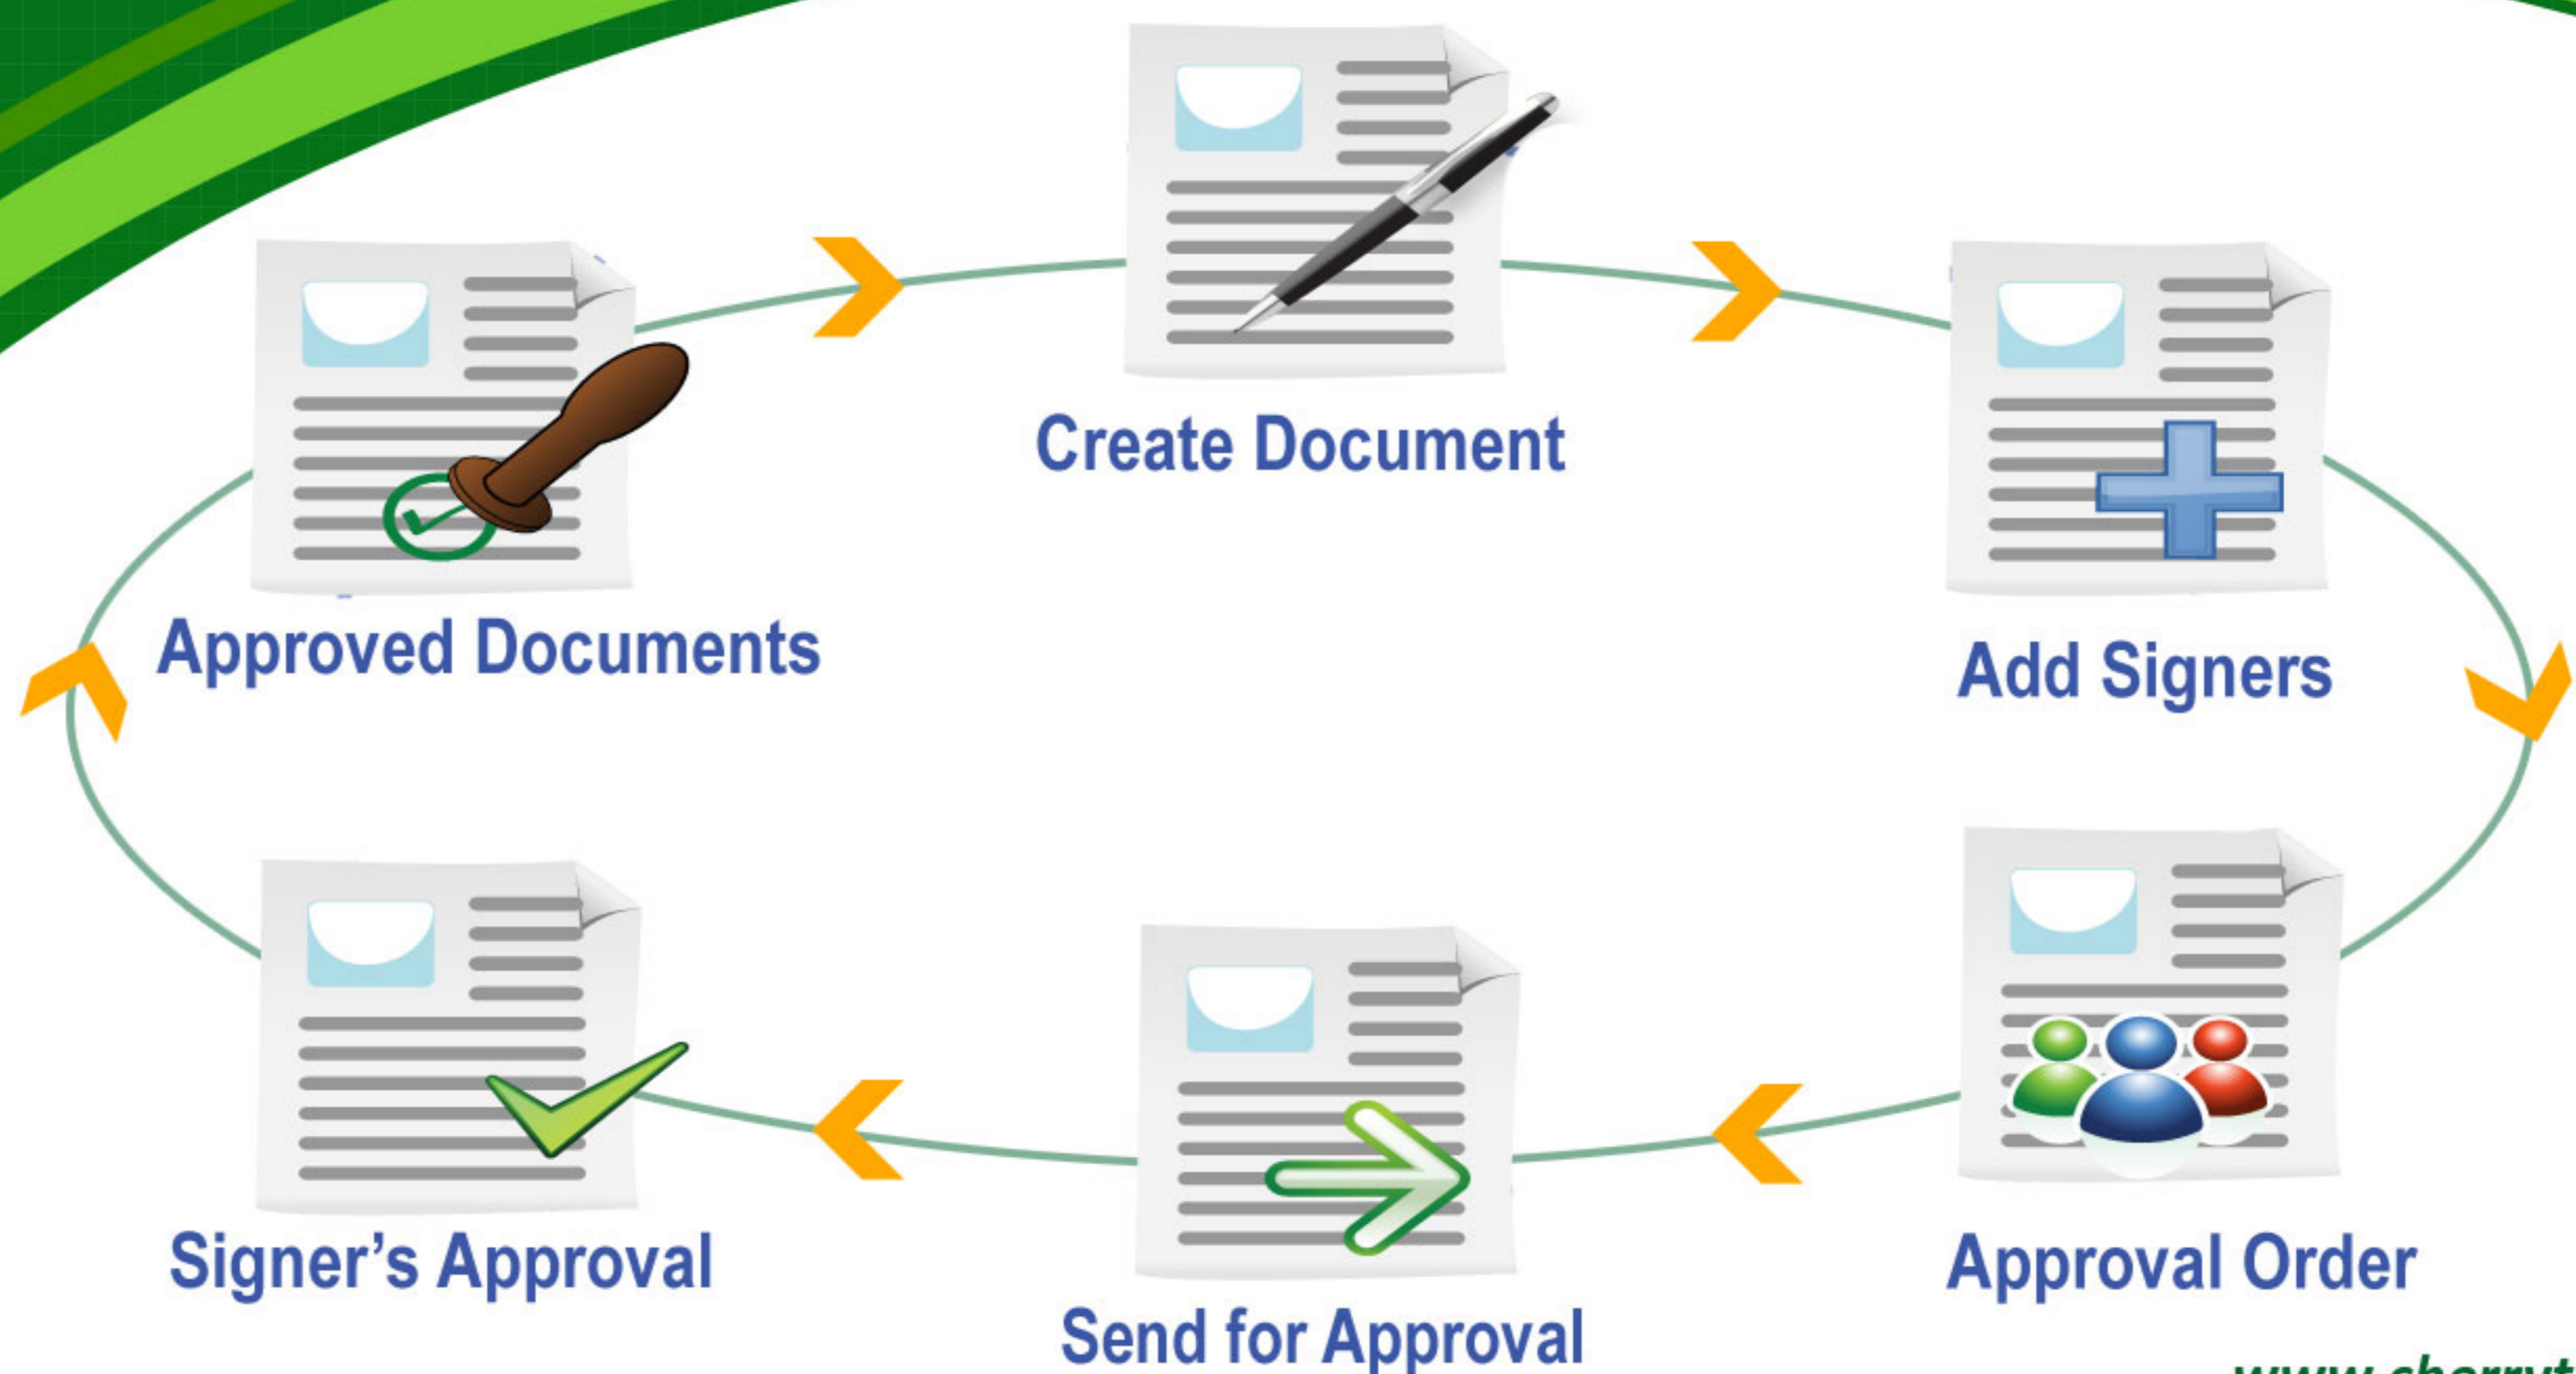 Create Document
Approved Documents
Add Signers
Signer's Approval
Approval Order
Send for Approval